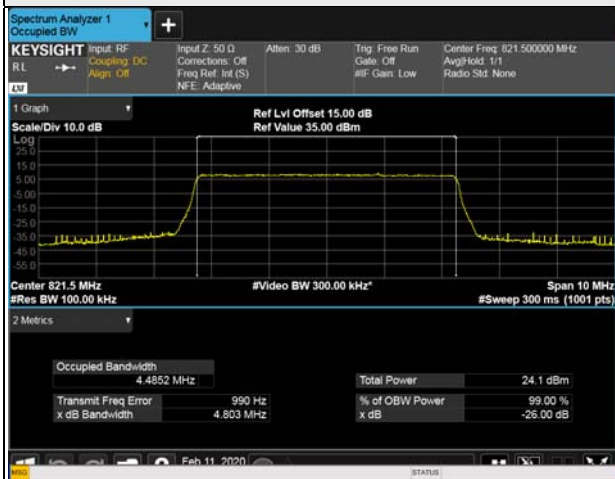 Spectrum Analyzer 1
Occupied BW
+
KEYSIGHT
RL
LXI
Input: RF
Coupling: DC
Align: Off
Input Z: 50 Ω
Corrections: Off
Freq Ref: Int (S)
NFE: Adaptive
Atten: 30 dB
Trig: Free Run
Gate: Off
#IF Gain: Low
Center Freq: 821.500000 MHz
Avg|Hold: 1/1
Radio Std: None
1 Graph
Scale/Div 10.0 dB
Ref Lvl Offset 15.00 dB
Ref Value 35.00 dBm
Log
25.0
15.0
5.00
-5.00
-15.0
-25.0
-35.0
-45.0
-55.0
Center 821.5 MHz
#Res BW 100.00 kHz
#Video BW 300.00 kHz*
Span 10 MHz
#Sweep 300 ms (1001 pts)
2 Metrics
Occupied Bandwidth
4.4852 MHz
Transmit Freq Error 990 Hz
x dB Bandwidth 4.803 MHz
Total Power 24.1 dBm
% of OBW Power 99.00 %
x dB -26.00 dB
Feb 11, 2020
MSG
STATUS